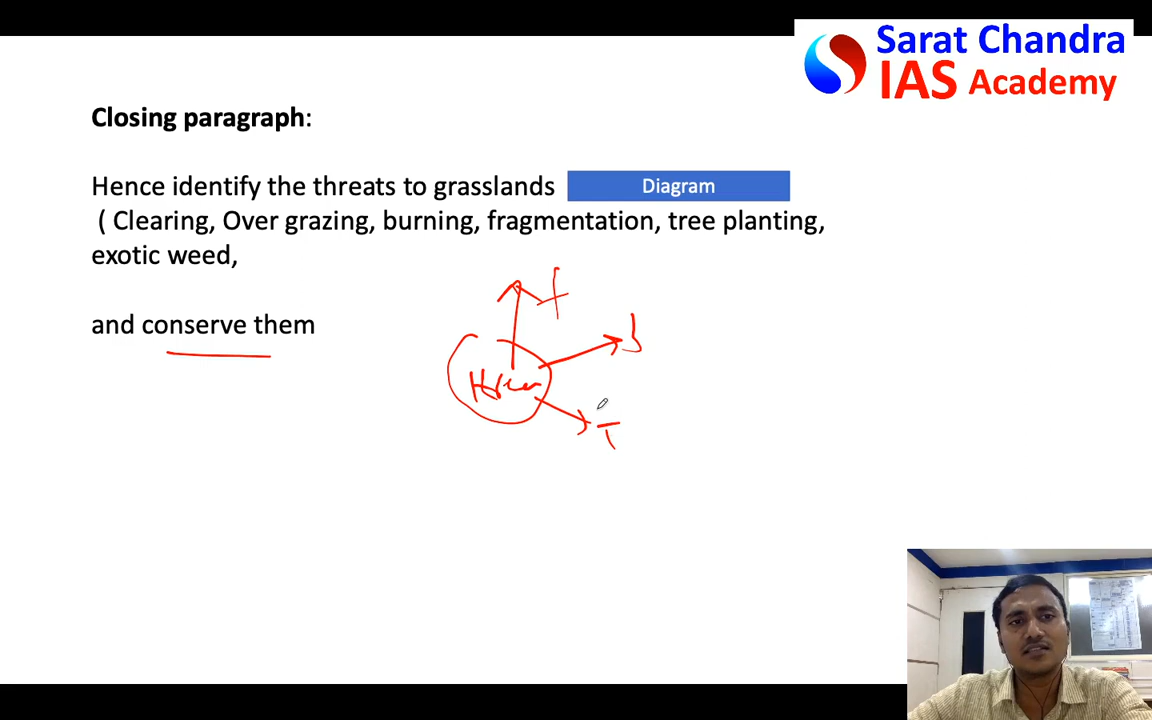 Sarat Chandra
IAS Academy
Closing paragraph:
Hence identify the threats to grasslands
Diagram
( Clearing, Over grazing, burning, fragmentation, tree planting,
exotic weed,
and conserve them
f
b
T